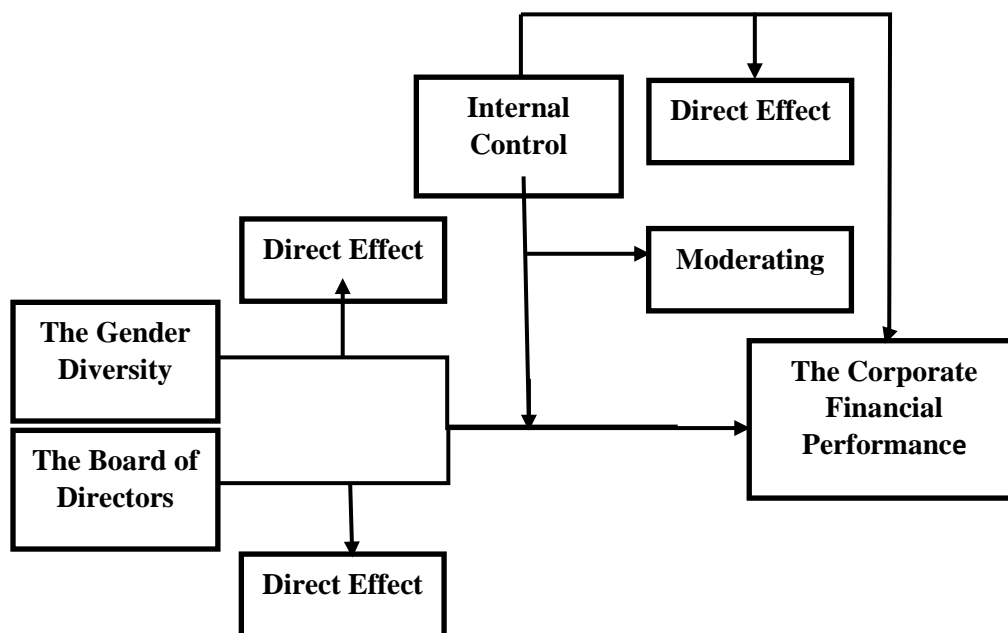 Internal
Control
Direct Effect
Direct Effect
Moderating
The Gender
Diversity
The Corporate
Financial
Performance
The Board of
Directors
Direct Effect